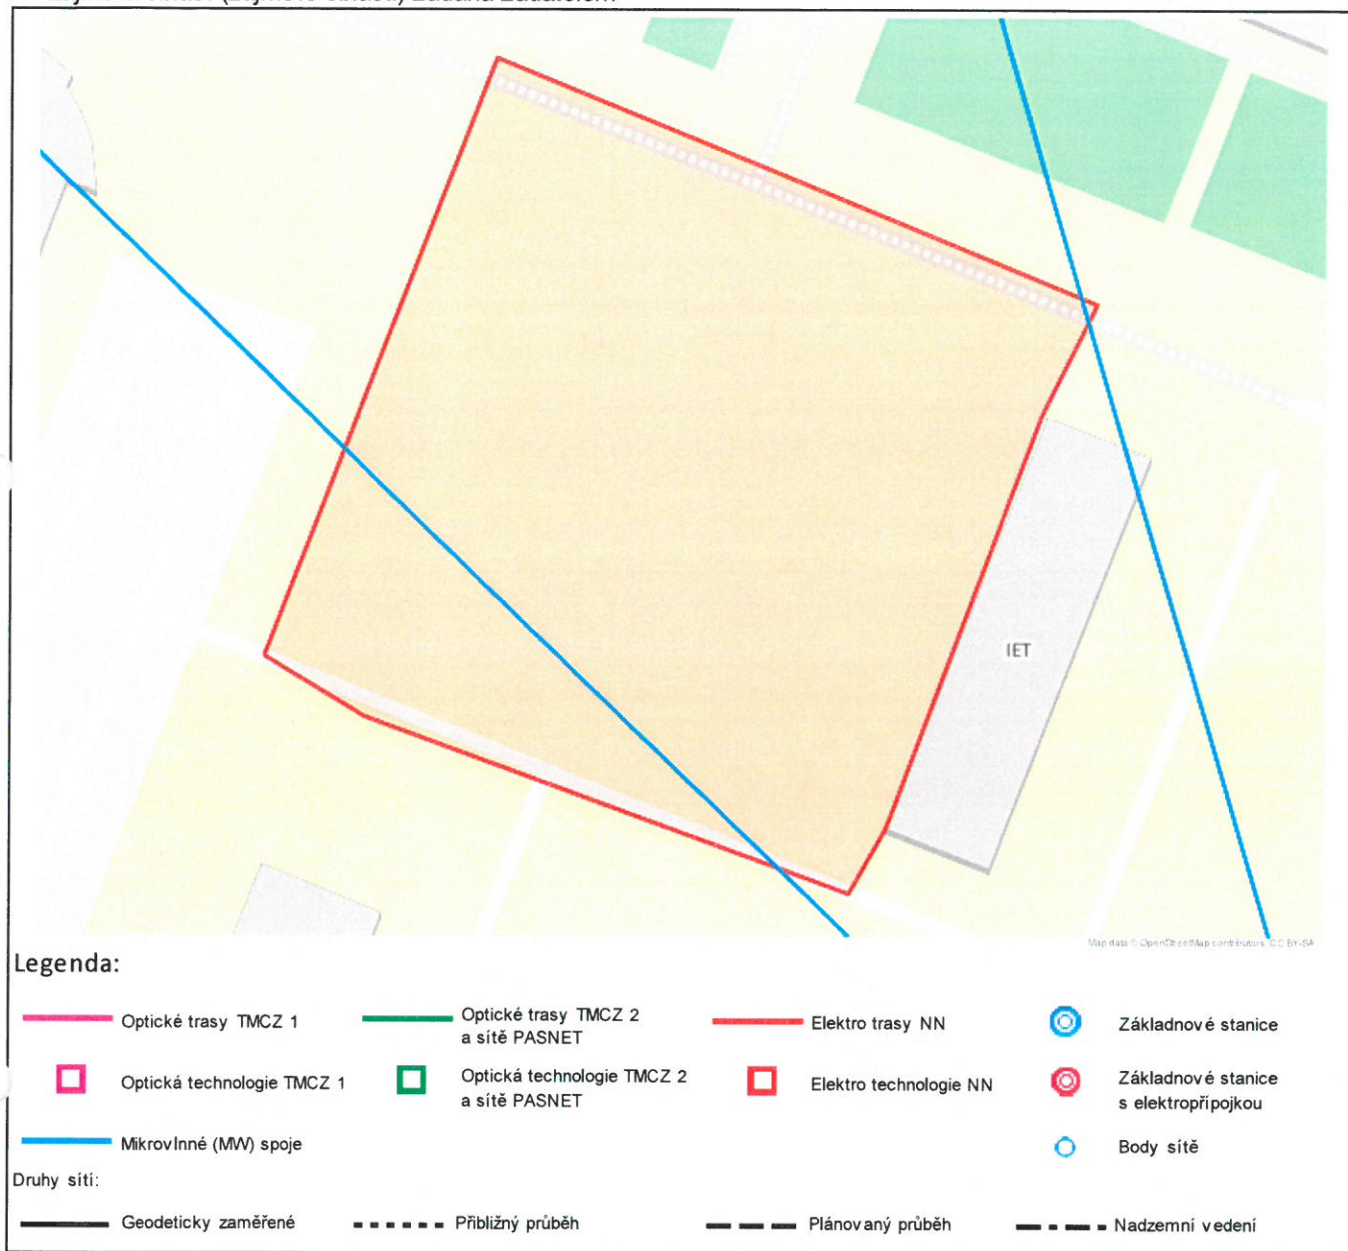 IET
Map data © OpenStreetMap contributors, CC BY-SA
Legenda:
Optické trasy TMCZ 1
Optické trasy TMCZ 2
a sítě PASNET
Elektro trasy NN
Základnové stanice
Optická technologie TMCZ 1
Optická technologie TMCZ 2
a sítě PASNET
Elektro technologie NN
Základnové stanice
s elektropřípojkou
Mikrovlnné (MW) spoje
Body sítě
Druhy sítí:
Geodeticky zaměřené
Přibližný průběh
Plánovaný průběh
Nadzemní vedení